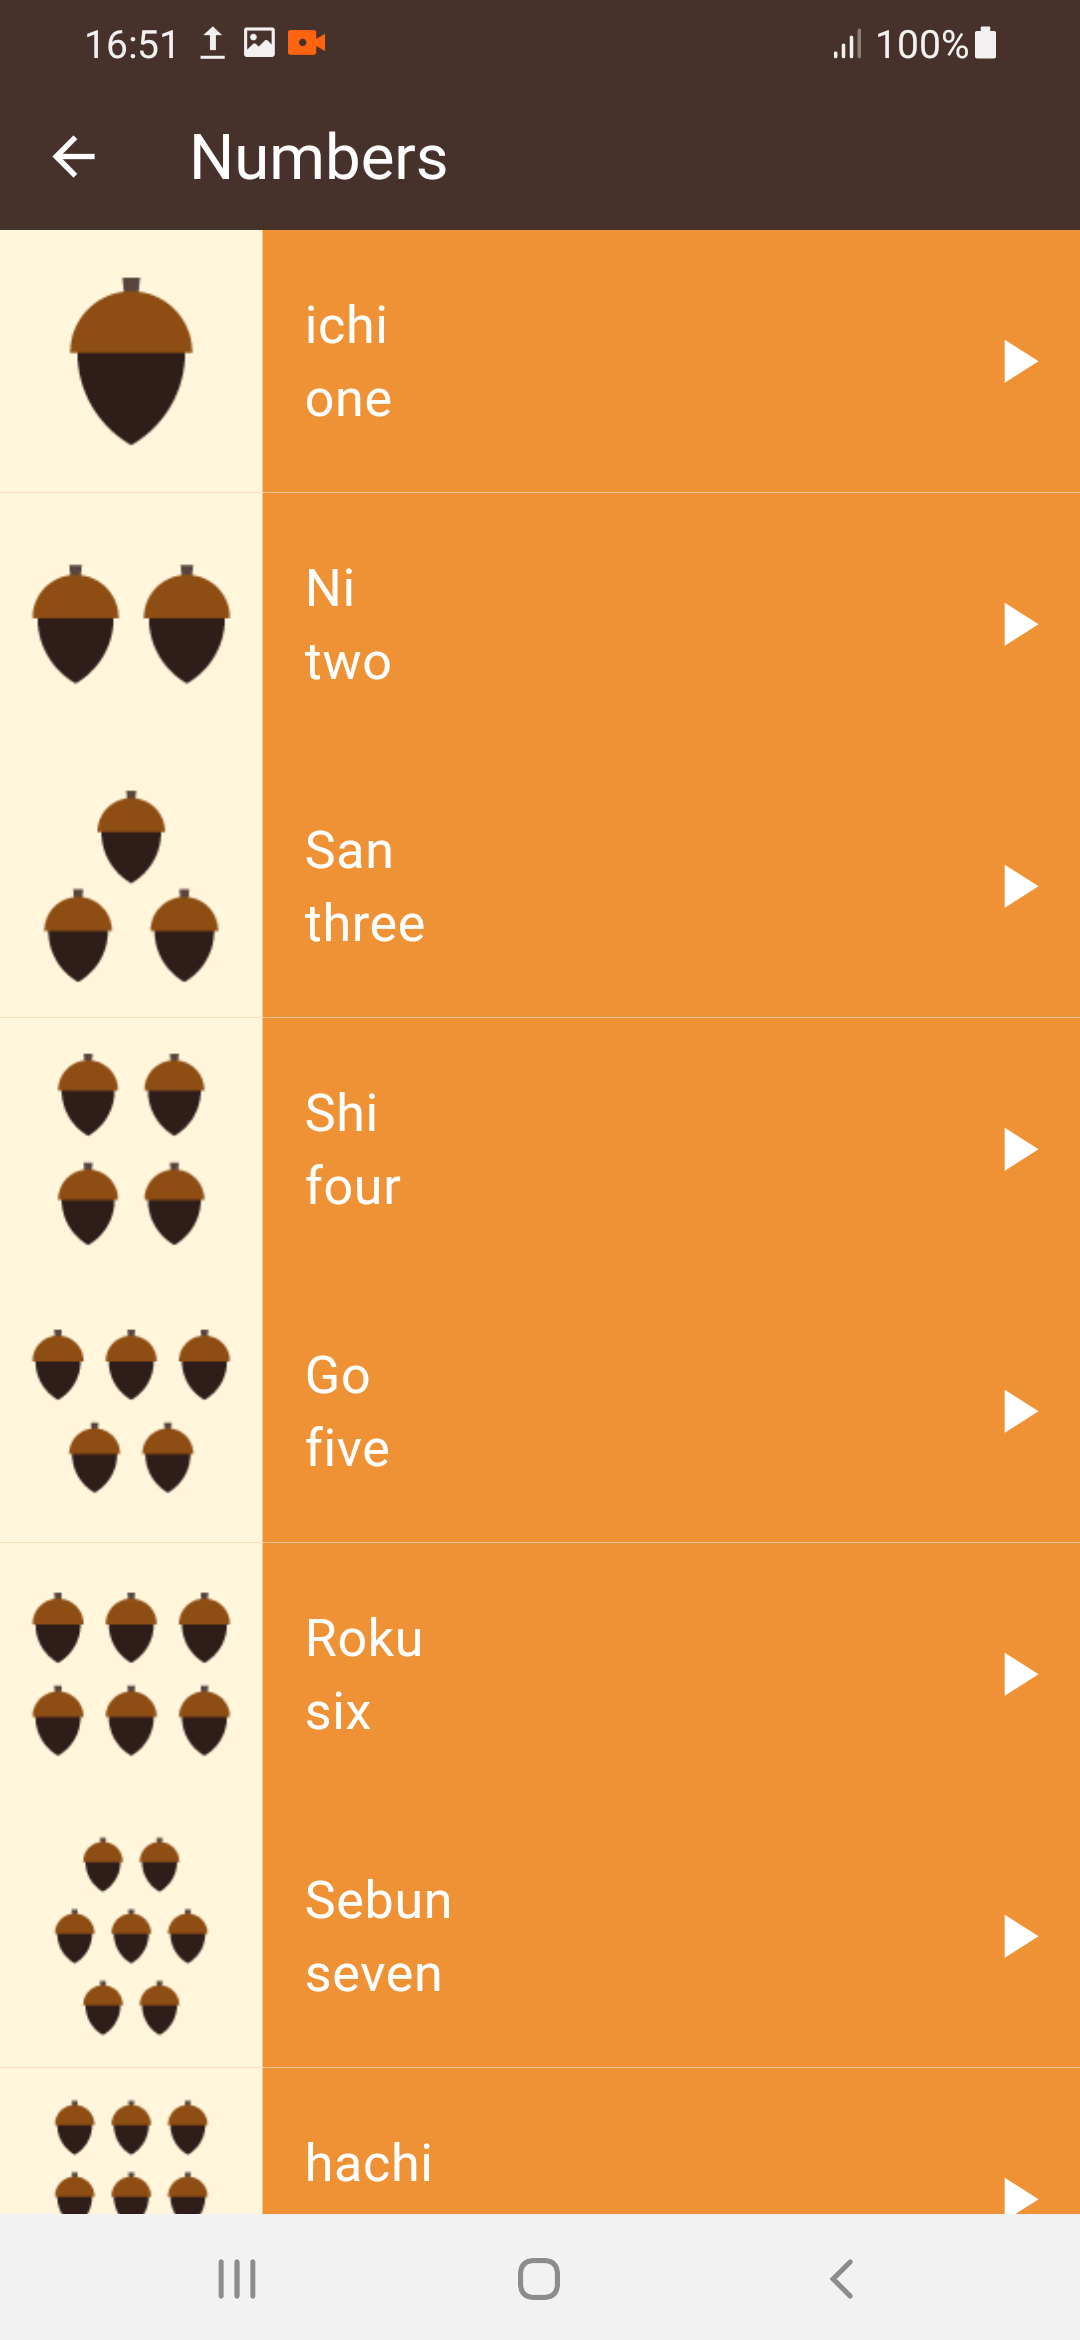 16:51 100%
Numbers
ichi
one
Ni
two
San
three
Shi
four
Go
five
Roku
six
Sebun
seven
hachi